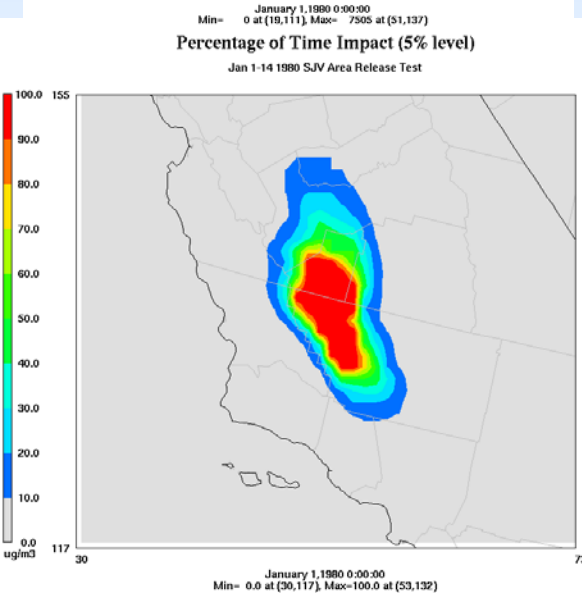 January 1,1980 0:00:00
Min= 0 at (19,111), Max= 7505 at (51,137)
Percentage of Time Impact (5% level)
Jan 1-14 1980 SJV Area Release Test
100.0
90.0
80.0
70.0
60.0
50.0
40.0
30.0
20.0
10.0
0.0
ug/m3
155
117
30
January 1,1980 0:00:00
Min= 0.0 at (30,117), Max=100.0 at (53,132)